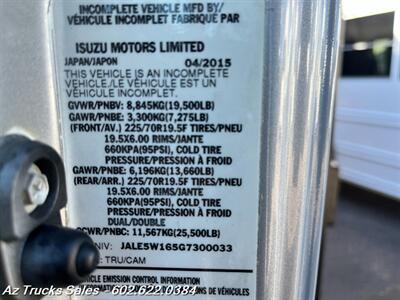 INCOMPLETE VEHICLE MFD BY/
VÉHICULE INCOMPLET FABRIQUÉ PAR
ISUZU MOTORS LIMITED
JAPAN/JAPON 04/2015
THIS VEHICLE IS AN INCOMPLETE
VEHICLE./LE VÉHICULE EST UN
VÉHICULE INCOMPLET.
GVWR/PNBV: 8,845KG(19,500LB)
GAWR/PNBE: 3,300KG(7,275LB)
(FRONT/AV.) 225/70R19.5F TIRES/PNEU
19.5X6.00 RIMS/JANTE
660KPA(95PSI), COLD TIRE
PRESSURE/PRESSION À FROID
GAWR/PNBE: 6,196KG(13,660LB)
(REAR/ARR.) 225/70R19.5F TIRES/PNEU
19.5X6.00 RIMS/JANTE
660KPA(95PSI), COLD TIRE
PRESSURE/PRESSION À FROID
DUAL/DOUBLE
GCWR/PNBC: 11,567KG(25,500LB)
NIV: JALE5W165G7300033
TRU/CAM
VEHICLE EMISSION CONTROL INFORMATION
Az Trucks Sales 602.622.0384